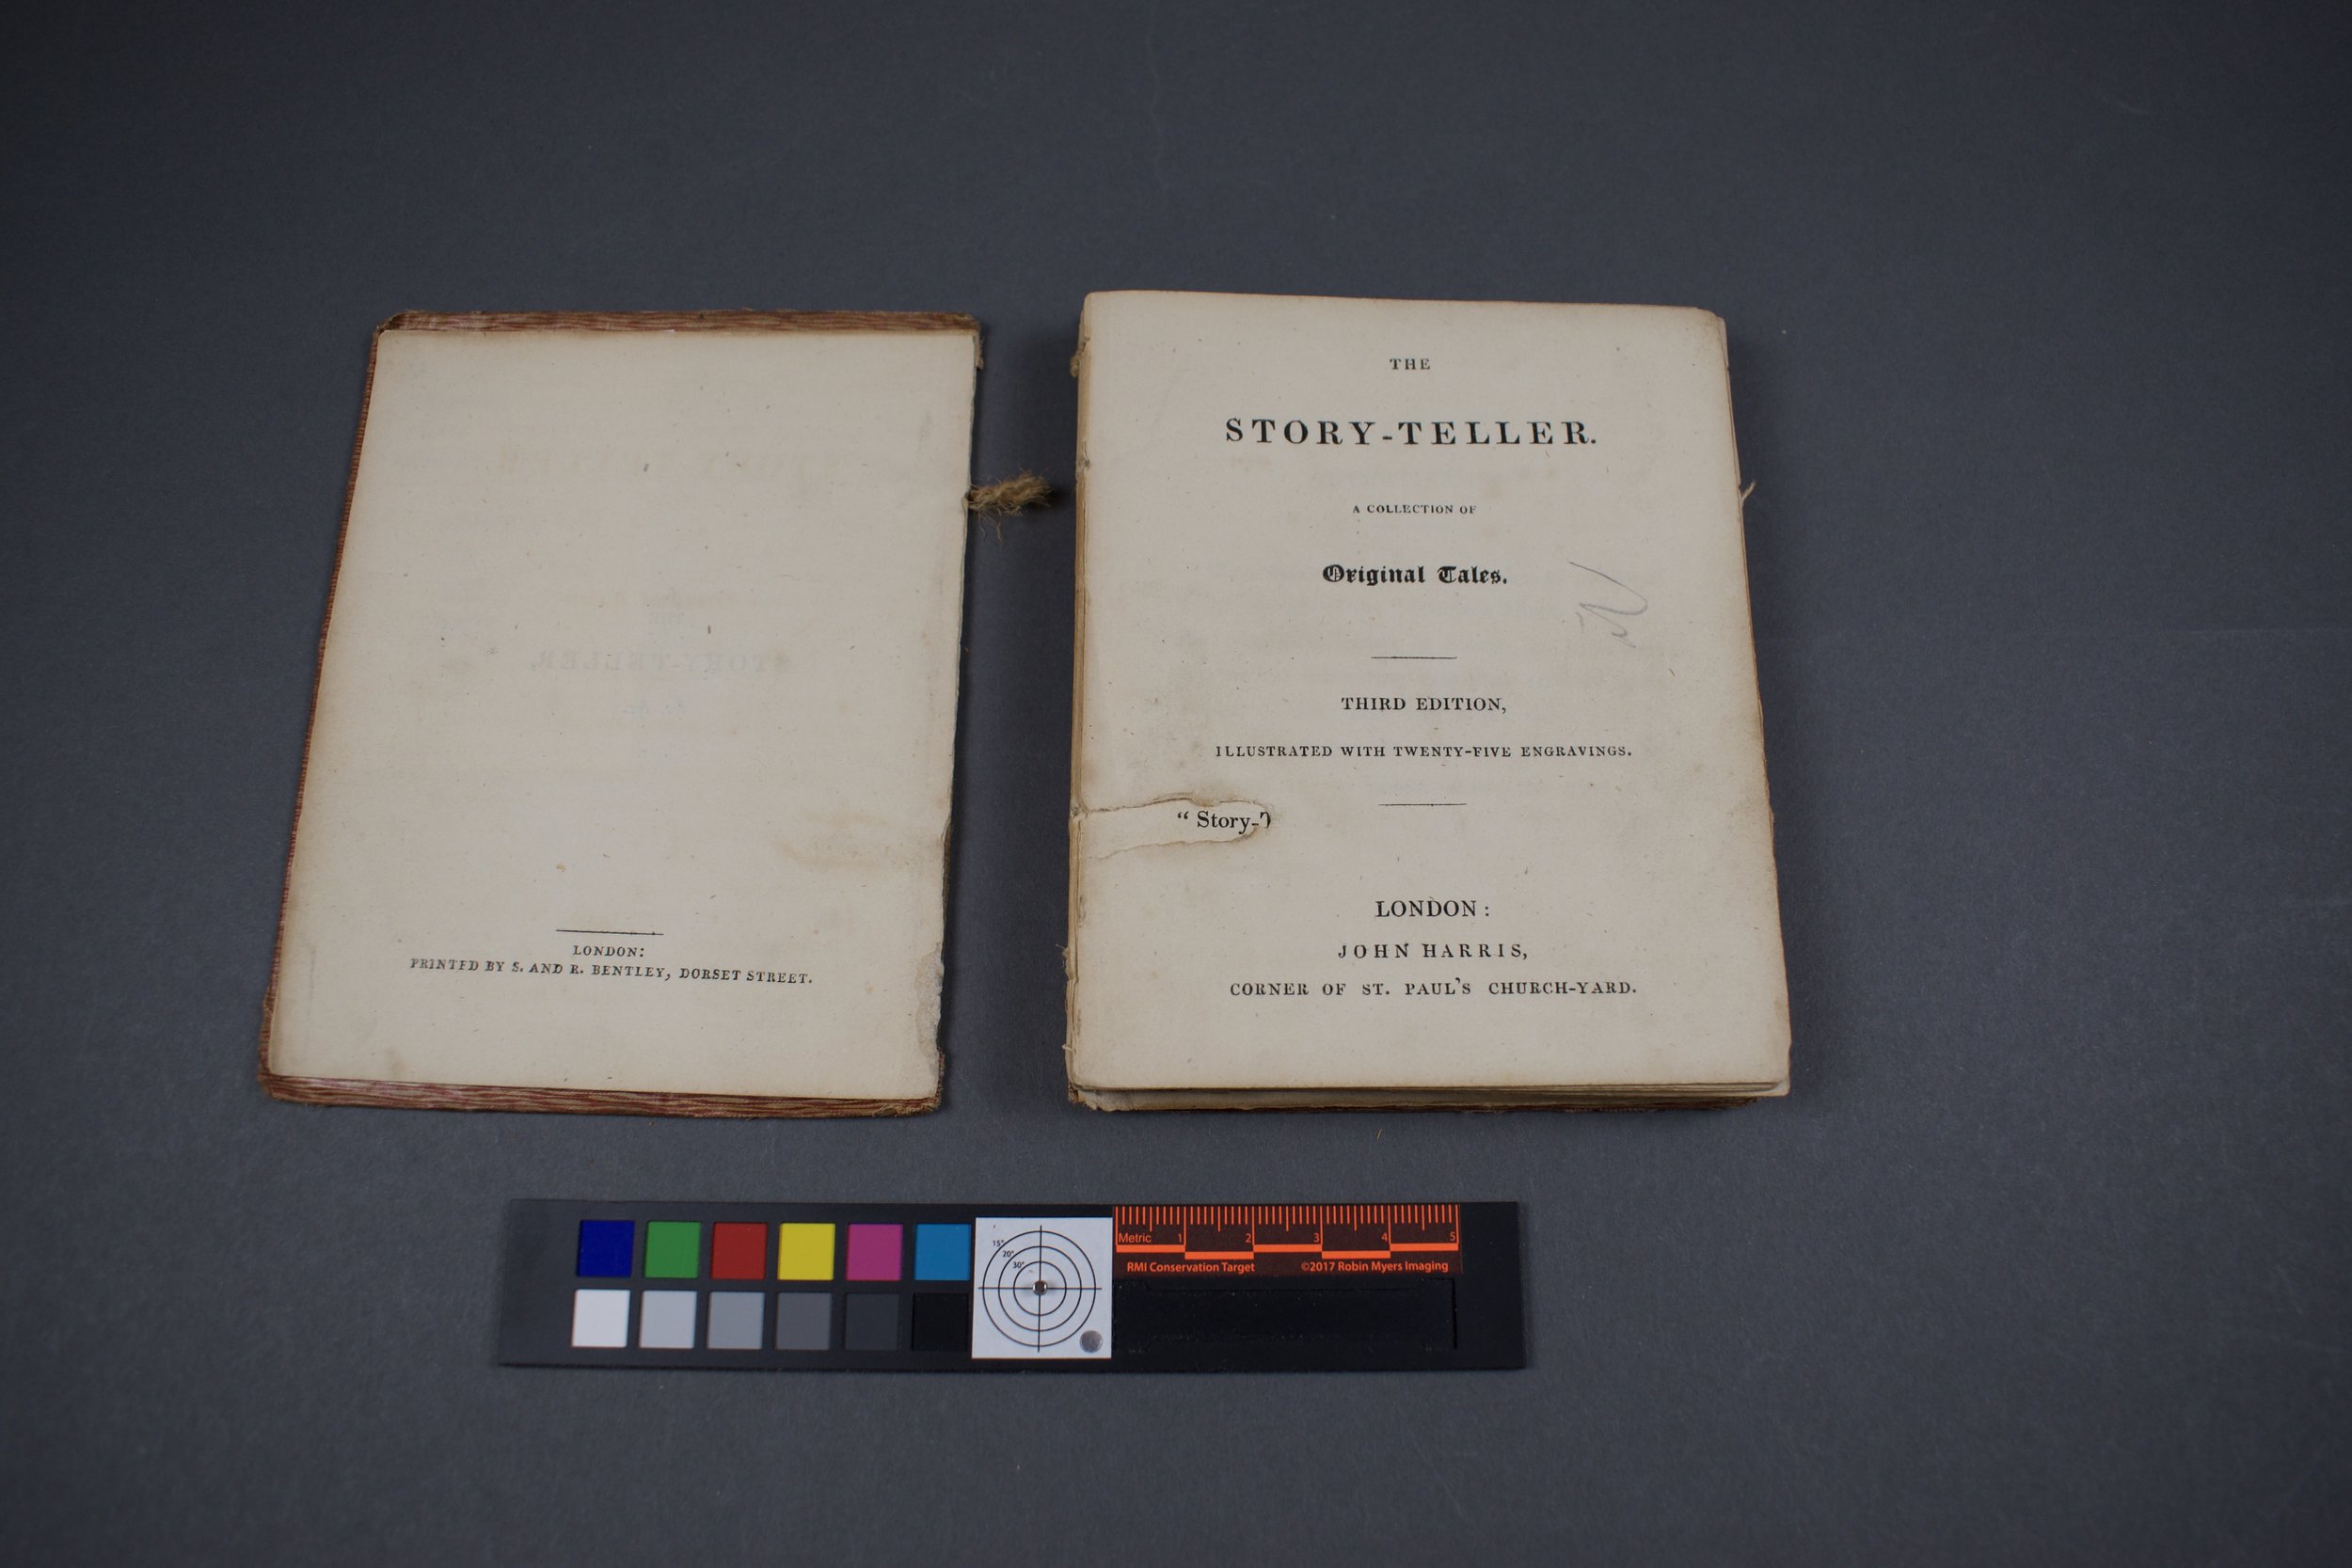 LONDON:
PRINTED BY S. AND R. BENTLEY, DORSET STREET.
THE
STORY-TELLER.
A COLLECTION OF
Original Tales.
THIRD EDITION,
ILLUSTRATED WITH TWENTY-FIVE ENGRAVINGS.
“ Story-T
LONDON:
JOHN HARRIS,
CORNER OF ST. PAUL'S CHURCH-YARD.
15°
20°
30°
Metric 1 2 3 4 5
RMI Conservation Target ©2017 Robin Myers Imaging